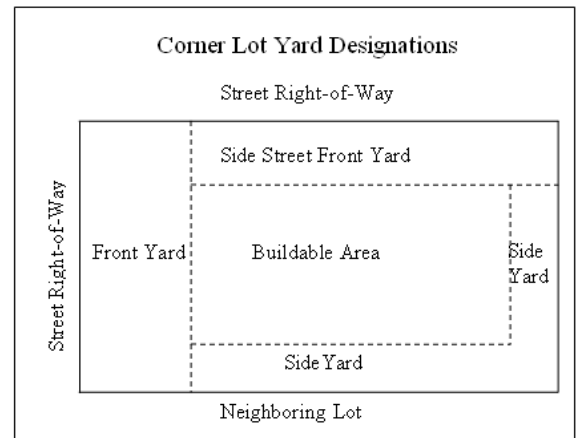 Corner Lot Yard Designations
Street Right-of-Way
Side Street Front Yard
Street Right-of-Way
Front Yard
Buildable Area
Side
Yard
Side Yard
Neighboring Lot